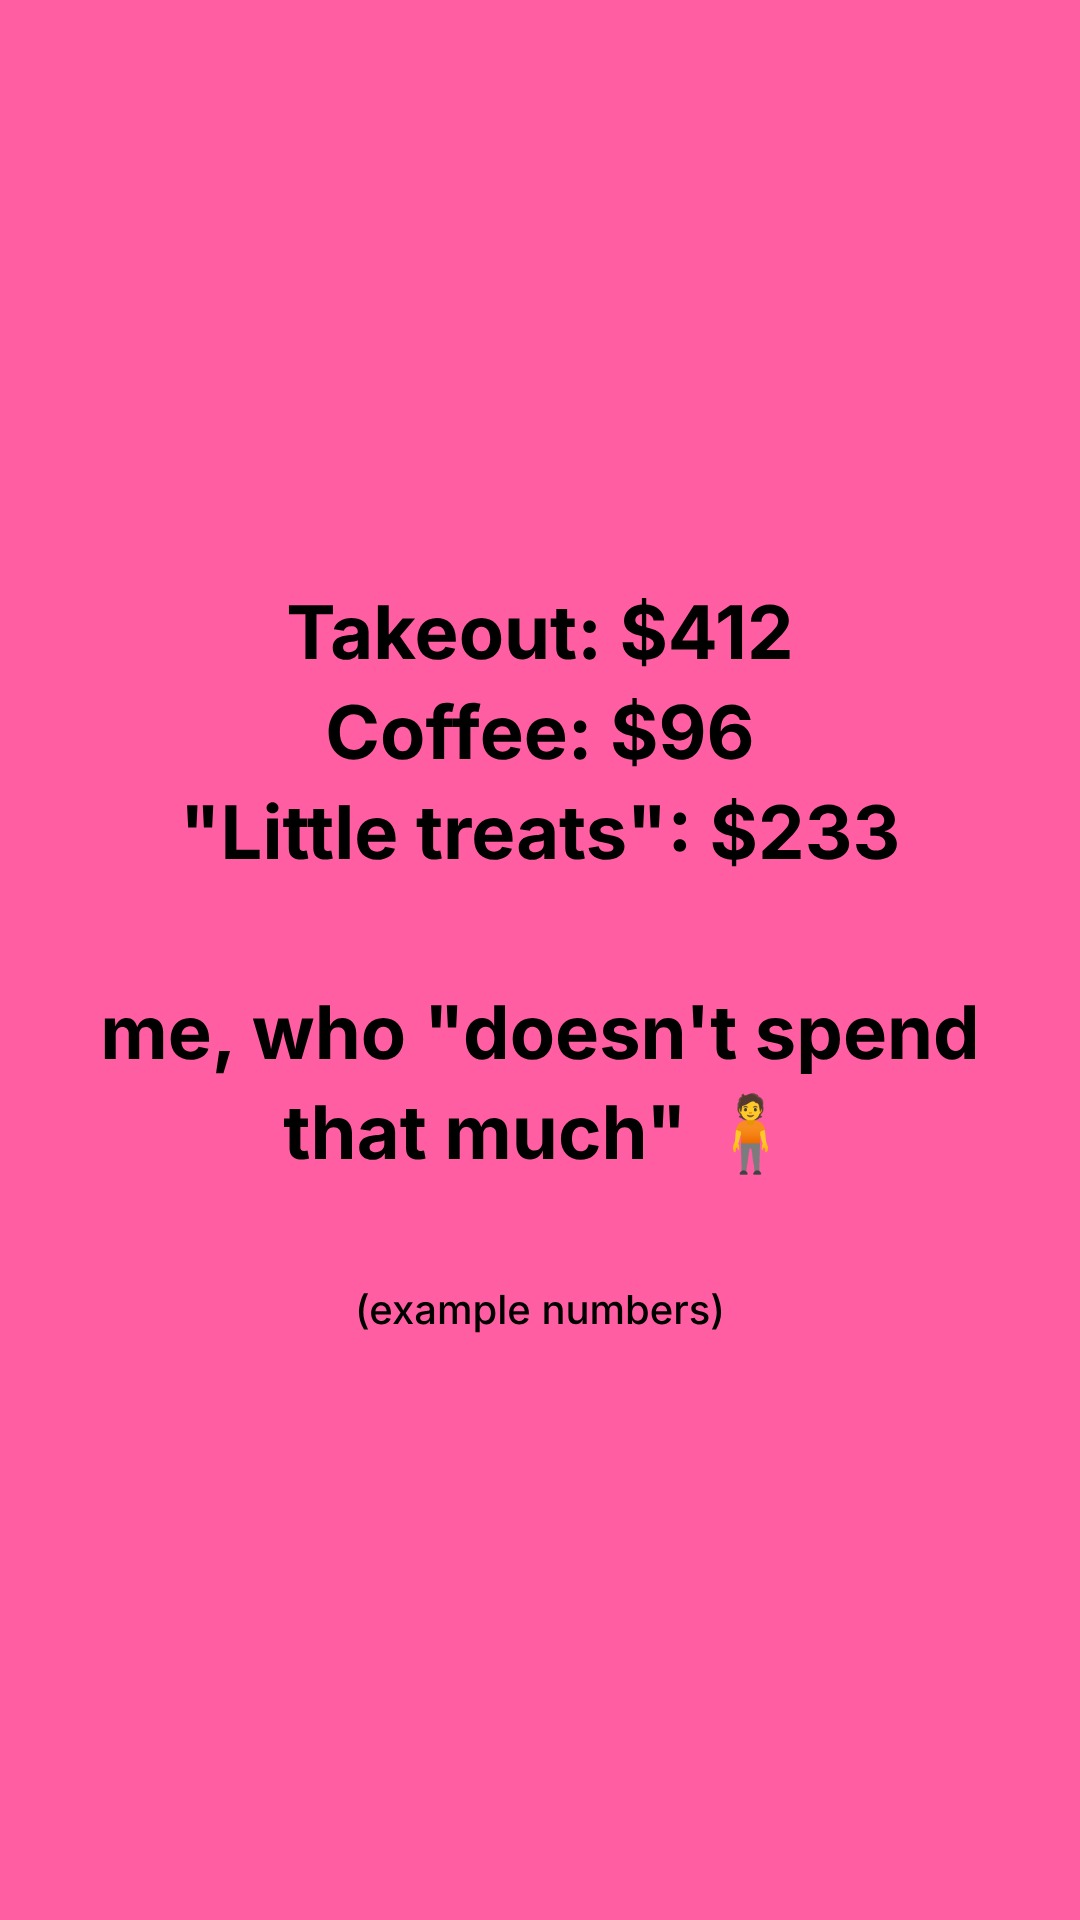 Takeout: $412
Coffee: $96
"Little treats": $233
me, who "doesn't spend
that much" 🧍
(example numbers)